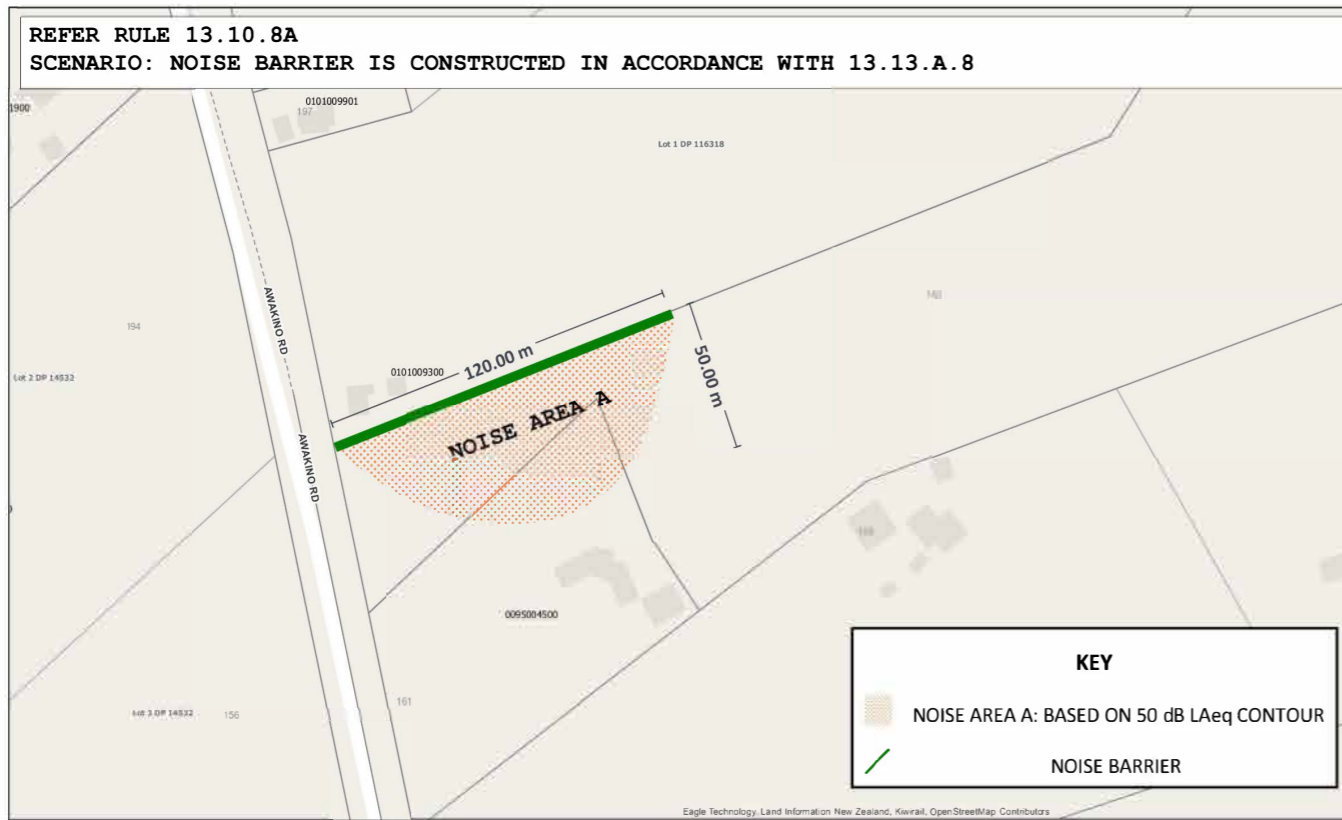 REFER RULE 13.10.8A
SCENARIO: NOISE BARRIER IS CONSTRUCTED IN ACCORDANCE WITH 13.13.A.8
1900
0101009901
197
Lot 1 DP 116318
AWAKINO RD
194
Lot 2 DP 14532
0101009300
120.00 m
50.00 m
NOISE AREA A
AWAKINO RD
0095004500
Lot 3 DP 14532
156
161
KEY
NOISE AREA A: BASED ON 50 dB LAeq CONTOUR
NOISE BARRIER
Eagle Technology, Land Information New Zealand, Kiwirail, OpenStreetMap Contributors